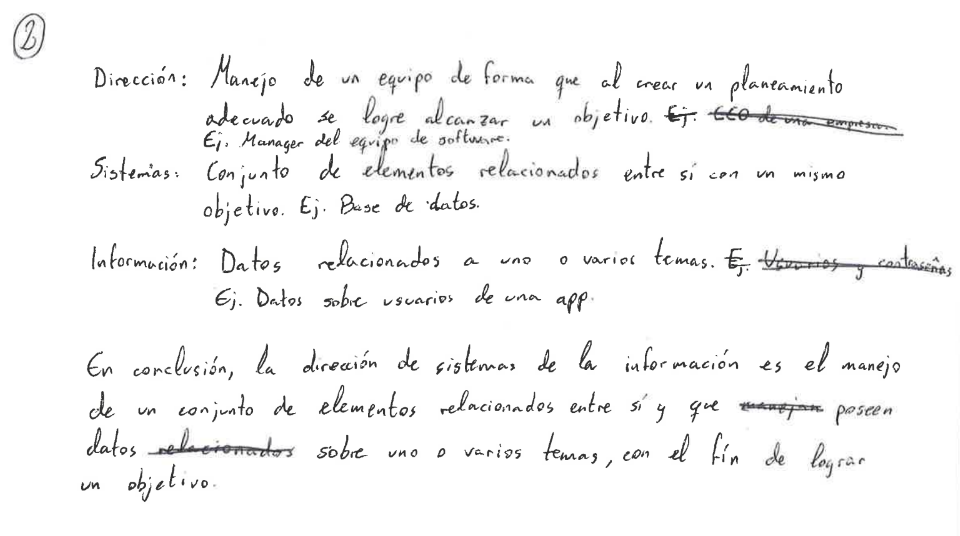 2
Dirección: Manejo de un equipo de forma que al crear un planeamiento
adecuado se logre alcanzar un objetivo. Ej. CEO de una empresa.
Ej. Manager del equipo de software.
Sistemas: Conjunto de elementos relacionados entre sí con un mismo
objetivo. Ej. Base de datos.
Información: Datos relacionados a uno o varios temas. Ej. Usuarios y contraseñas
Ej. Datos sobre usuarios de una app.
En conclusión, la dirección de sistemas de la información es el manejo
de un conjunto de elementos relacionados entre sí y que manejan poseen
datos relacionados sobre uno o varios temas, con el fín de lograr
un objetivo.